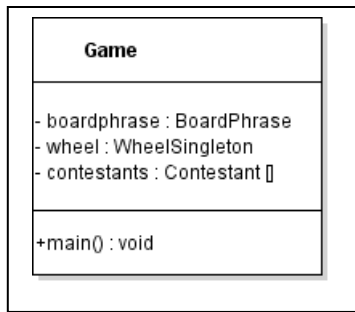 Game
- boardphrase : BoardPhrase
- wheel : WheelSingleton
- contestants : Contestant []
+main() : void